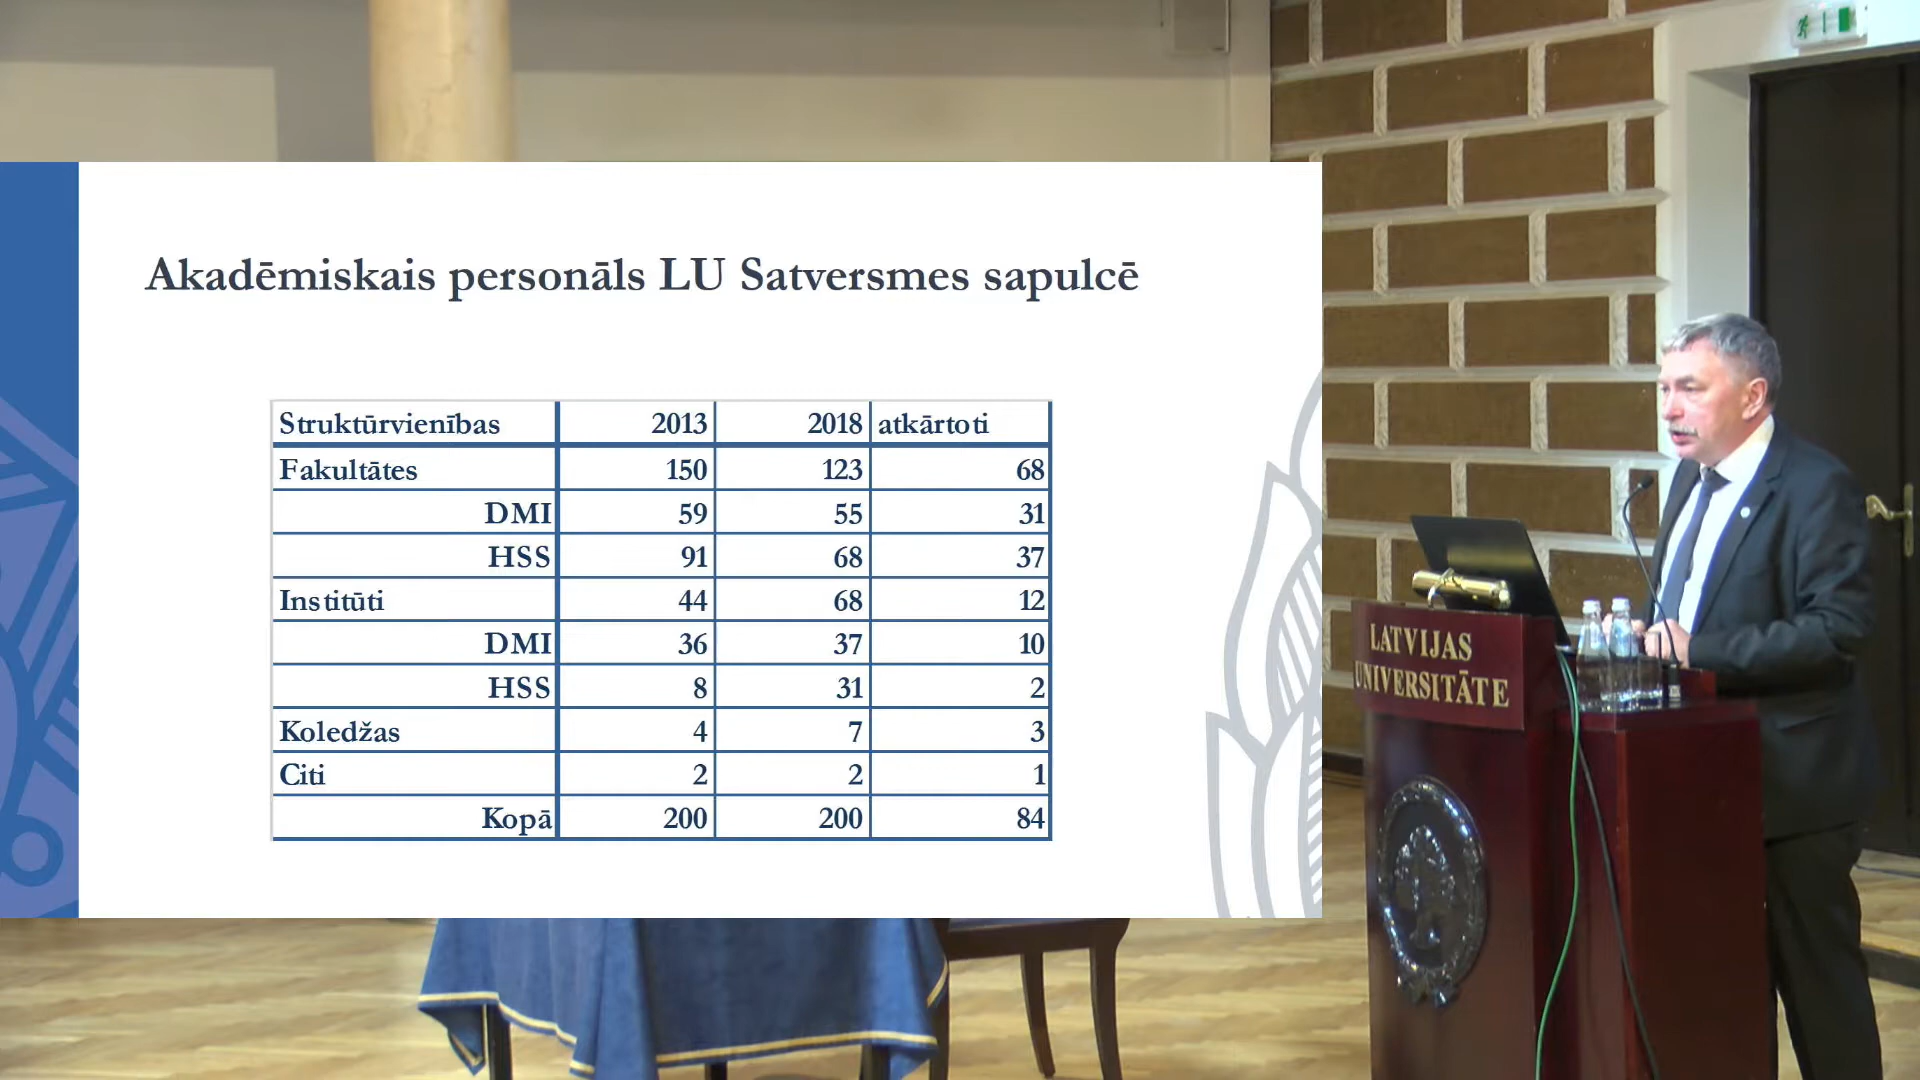 Akadēmiskais personāls LU Satversmes sapulcē
Struktūrvienības 2013 2018 atkārtoti
Fakultātes 150 123 68
DMI 59 55 31
HSS 91 68 37
Institūti 44 68 12
DMI 36 37 10
HSS 8 31 2
Koledžas 4 7 3
Citi 2 2 1
Kopā 200 200 84
LATVIJAS
UNIVERSITĀTE